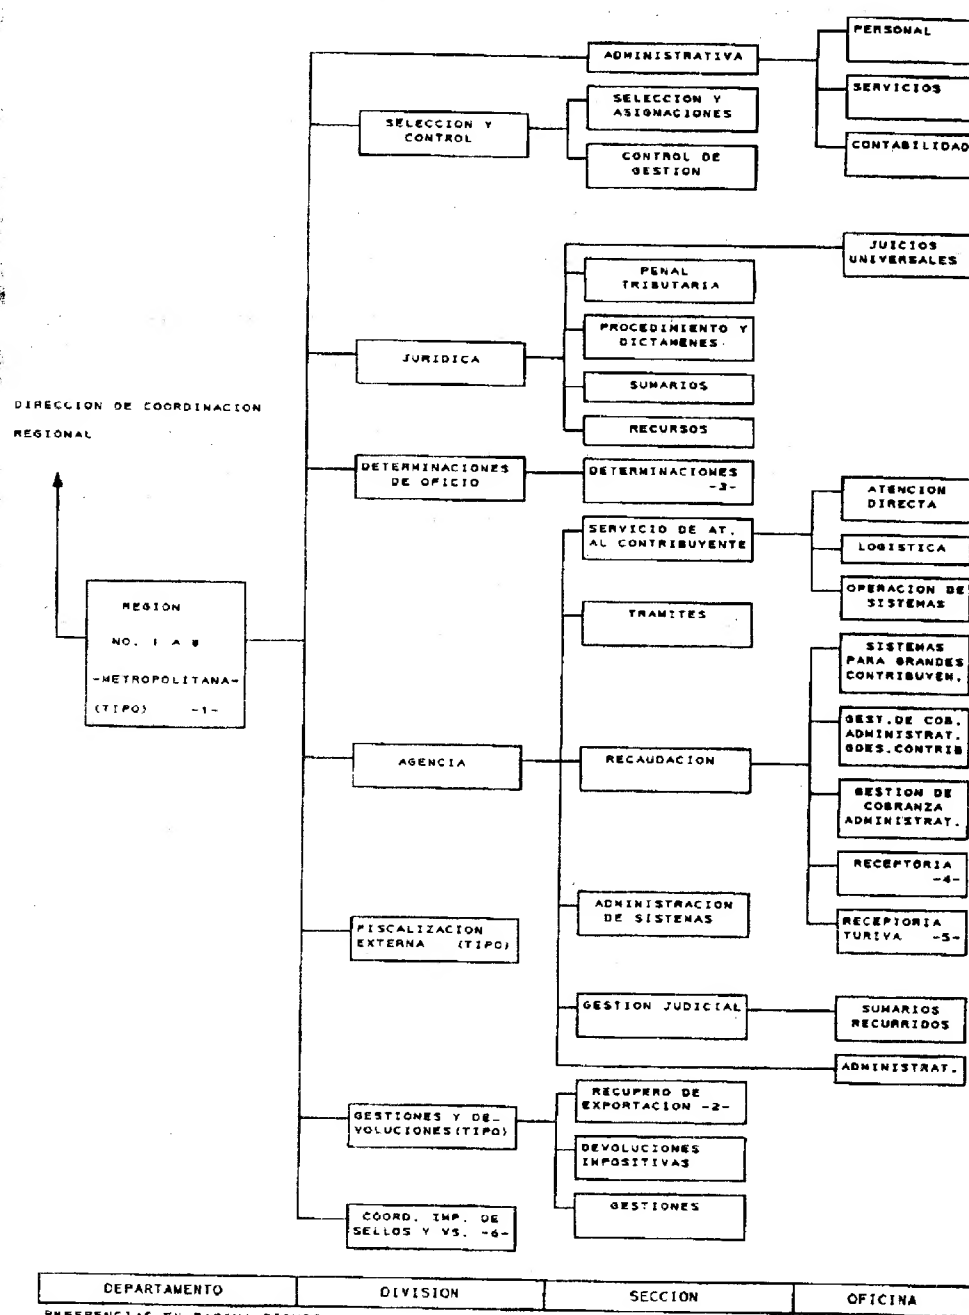 PERSONAL
ADMINISTRATIVA
SERVICIOS
SELECCION Y
ASIGNACIONES
SELECCION Y
CONTROL
CONTABILIDAD
CONTROL DE
GESTION
JUICIOS
UNIVERSALES
PENAL
TRIBUTARIA
PROCEDIMIENTO Y
DICTAMENES
JURIDICA
SUMARIOS
RECURSOS
DIRECCION DE COORDINACION
REGIONAL
DETERMINACIONES
DE OFICIO
DETERMINACIONES
-3-
ATENCION
DIRECTA
SERVICIO DE AT.
AL CONTRIBUYENTE
LOGISTICA
OPERACION DE
SISTEMAS
REGION
NO. 1 A 8
-METROPOLITANA-
(TIPO) -1-
TRAMITES
SISTEMAS
PARA GRANDES
CONTRIBUYEN.
GEST.DE COB.
ADMINISTRAT.
GDES.CONTRIB
AGENCIA
RECAUDACION
GESTION DE
COBRANZA
ADMINISTRAT.
RECEPTORIA
-4-
ADMINISTRACION
DE SISTEMAS
RECEPTORIA
TURIVA -5-
FISCALIZACION
EXTERNA (TIPO)
GESTION JUDICIAL
SUMARIOS
RECURRIDOS
ADMINISTRAT.
RECUPERO DE
EXPORTACION -2-
GESTIONES Y DE_
VOLUCIONES(TIPO)
DEVOLUCIONES
IMPOSITIVAS
GESTIONES
COORD. IMP. DE
SELLOS Y VS. -6-
DEPARTAMENTO
DIVISION
SECCION
OFICINA